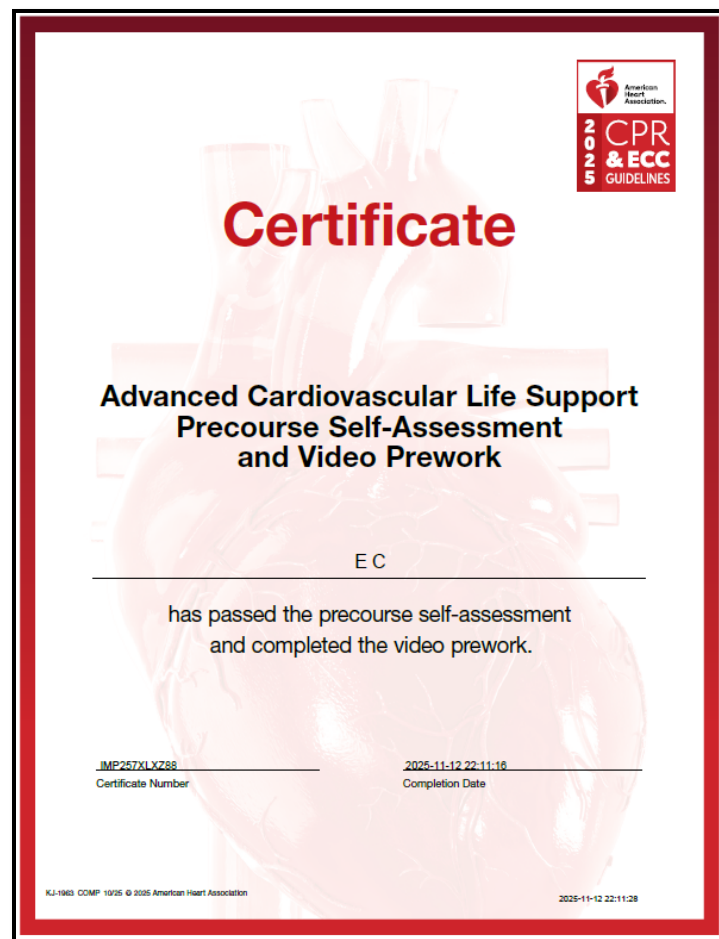 American
Heart
Association.
2025
CPR
& ECC
GUIDELINES
Certificate
Advanced Cardiovascular Life Support
Precourse Self-Assessment
and Video Prework
E C
has passed the precourse self-assessment
and completed the video prework.
IMP257XLXZ88 2025-11-12 22:11:16
Certificate Number Completion Date
KJ-1963 COMP 10/25 © 2025 American Heart Association 2025-11-12 22:11:28